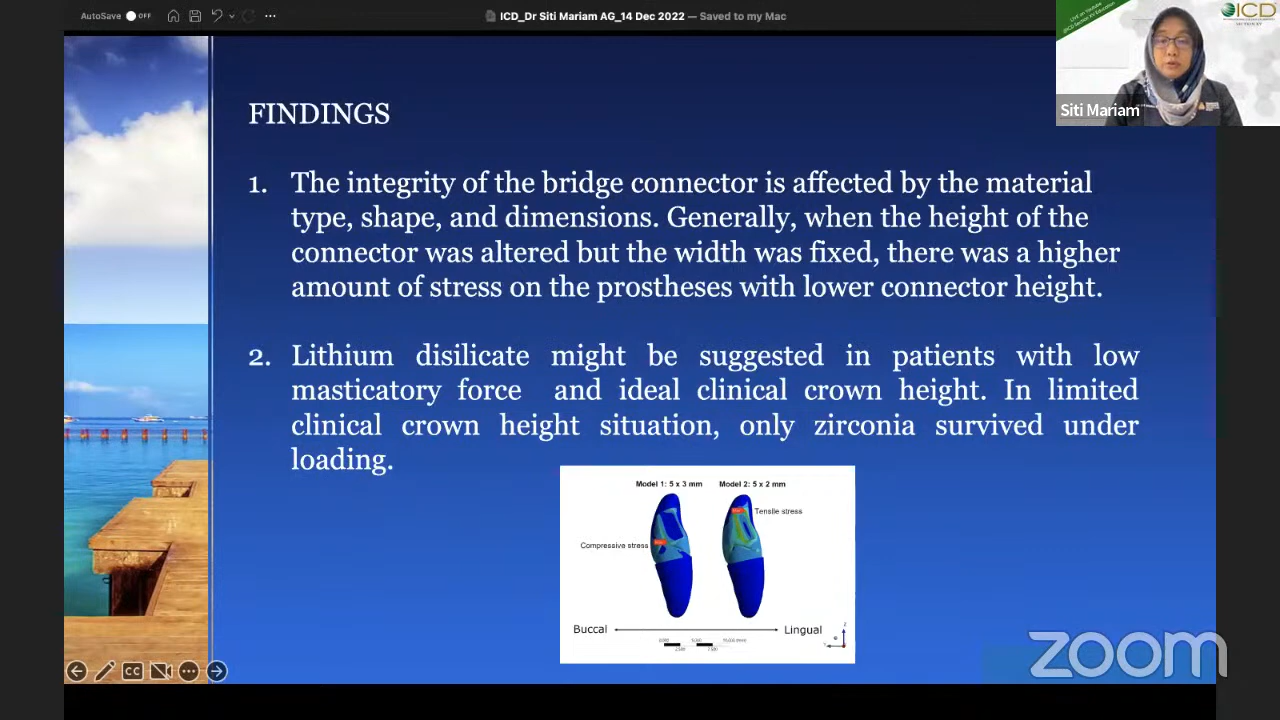 AutoSave OFF
ICD_Dr Siti Mariam AG_14 Dec 2022 — Saved to my Mac
ICD
Siti Mariam
FINDINGS
1. The integrity of the bridge connector is affected by the material
type, shape, and dimensions. Generally, when the height of the
connector was altered but the width was fixed, there was a higher
amount of stress on the prostheses with lower connector height.
2. Lithium disilicate might be suggested in patients with low
masticatory force and ideal clinical crown height. In limited
clinical crown height situation, only zirconia survived under
loading.
Model 1: 5 x 3 mm Model 2: 5 x 2 mm
Tensile stress
Compressive stress
Buccal Lingual
CC
zoom